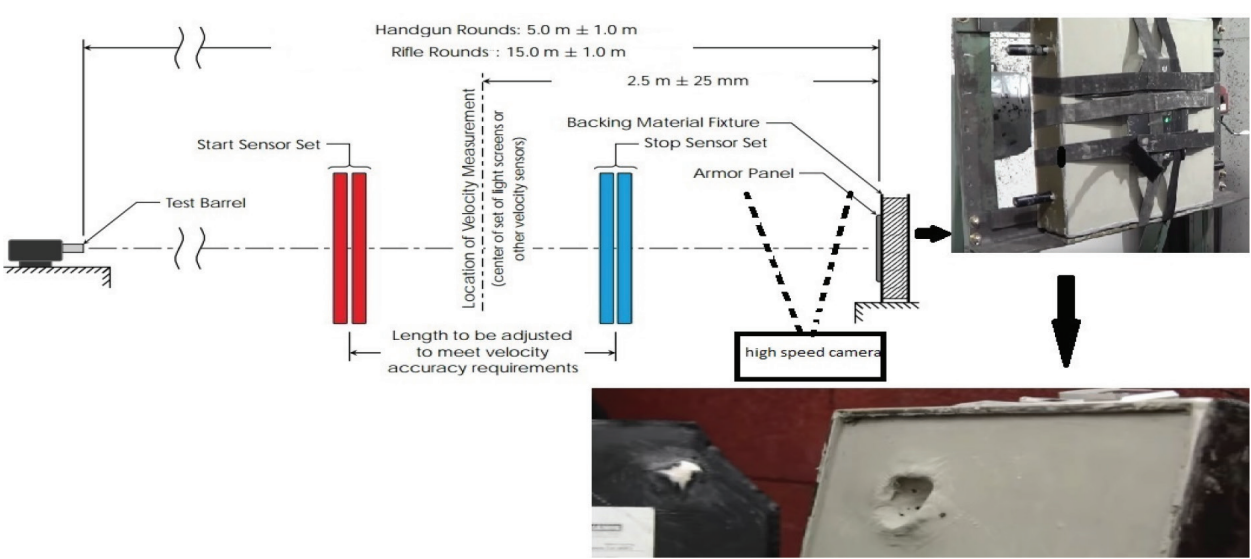 Handgun Rounds: 5.0 m ± 1.0 m
Rifle Rounds : 15.0 m ± 1.0 m
2.5 m ± 25 mm
Backing Material Fixture
Start Sensor Set
Stop Sensor Set
Armor Panel
Test Barrel
Location of Velocity Measurement
(center of set of light screens or
other velocity sensors)
Length to be adjusted
to meet velocity
accuracy requirements
high speed camera